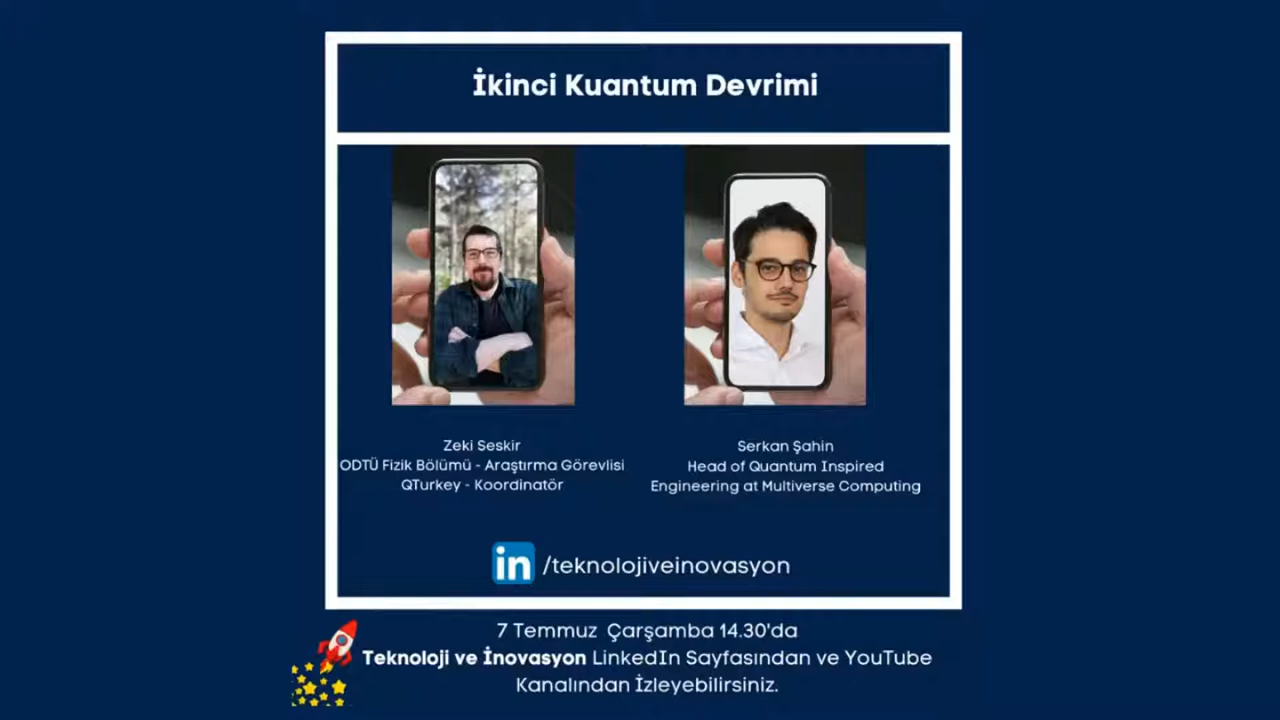 İkinci Kuantum Devrimi
Zeki Seskir
ODTÜ Fizik Bölümü - Araştırma Görevlisi
QTurkey - Koordinatör
Serkan Şahin
Head of Quantum Inspired
Engineering at Multiverse Computing
in /teknolojiveinovasyon
7 Temmuz Çarşamba 14.30'da
Teknoloji ve İnovasyon LinkedIn Sayfasından ve YouTube
Kanalından İzleyebilirsiniz.